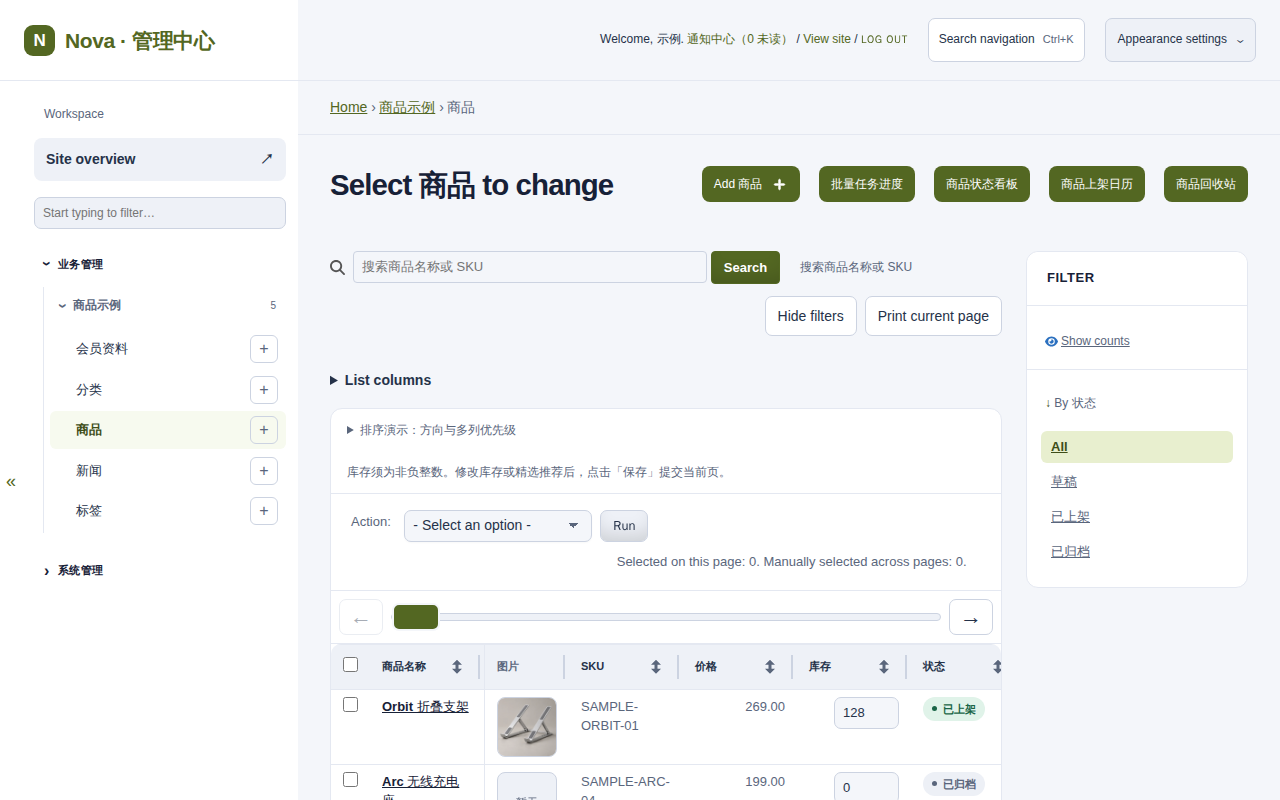 N Nova · 管理中心
Welcome, 示例. 通知中心（0 未读） / View site / LOG OUT
Search navigation Ctrl+K
Appearance settings
Workspace
Site overview ↗
Start typing to filter…
业务管理
商品示例 5
会员资料 +
分类 +
商品 +
新闻 +
标签 +
系统管理
«
Home › 商品示例 › 商品
Select 商品 to change
Add 商品 +
批量任务进度
商品状态看板
商品上架日历
商品回收站
搜索商品名称或 SKU
Search
搜索商品名称或 SKU
Hide filters
Print current page
List columns
排序演示：方向与多列优先级
库存须为非负整数。修改库存或精选推荐后，点击「保存」提交当前页。
Action: - Select an option - Run
Selected on this page: 0. Manually selected across pages: 0.
← →
商品名称 图片 SKU 价格 库存 状态
Orbit 折叠支架 SAMPLE-ORBIT-01 269.00 128 已上架
Arc 无线充电座 SAMPLE-ARC-04 199.00 0 已归档
FILTER
Show counts
↓ By 状态
All
草稿
已上架
已归档